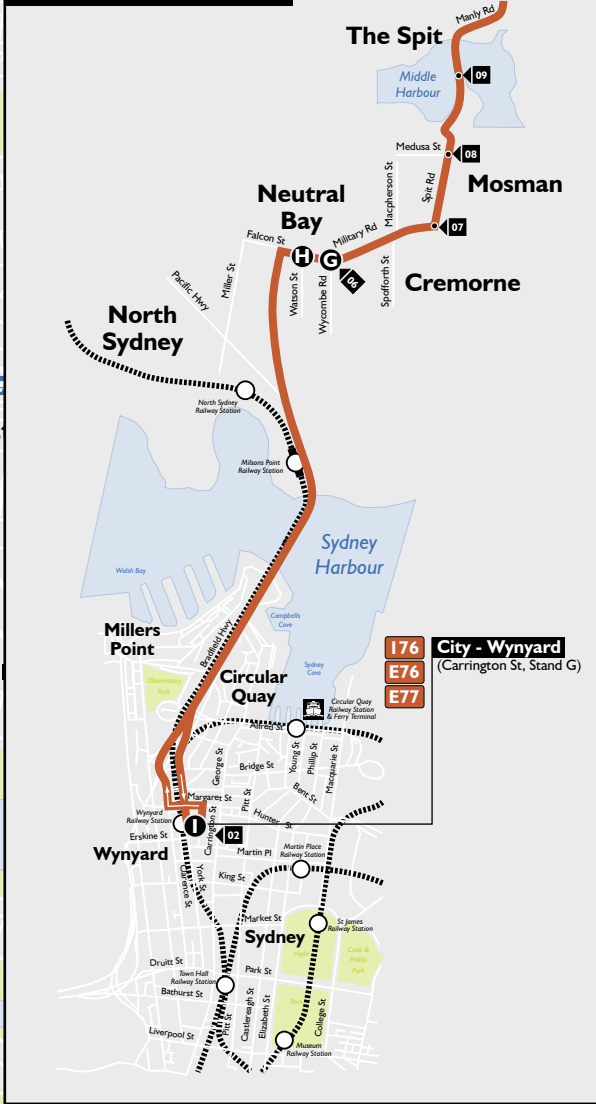 Manly Rd
The Spit
Middle
Harbour
09
Medusa St
08
Mosman
Macpherson St
Spit Rd
Neutral
Bay
Military Rd
07
Falcon St
H
G
06
Watson St
Wycombe Rd
Spofforth St
Cremorne
Miller St
Pacific Hwy
North
Sydney
North Sydney
Railway Station
Milsons Point
Railway Station
Sydney
Harbour
Walsh Bay
Campbells
Cove
Millers
Point
Bradfield Hwy
Sydney
Cove
Observatory
Park
Circular
Quay
176
City - Wynyard
(Carrington St, Stand G)
E76
E77
Circular Quay
Railway Station
& Ferry Terminal
Alfred St
George St
Bridge St
Young St
Phillip St
Macquarie St
Pitt St
Bent St
Margaret St
Carrington St
Hunter St
Wynyard
Railway Station
I
02
Erskine St
Wynyard
Martin Pl
Martin Place
Railway Station
Clarence St
York St
King St
Market St
St James
Railway Station
Sydney
Hyde
Cook &
Phillip
Park
Druitt St
Park St
Town Hall
Railway Station
Bathurst St
Park
Pitt St
Castlereagh St
Elizabeth St
College St
Liverpool St
Museum
Railway Station